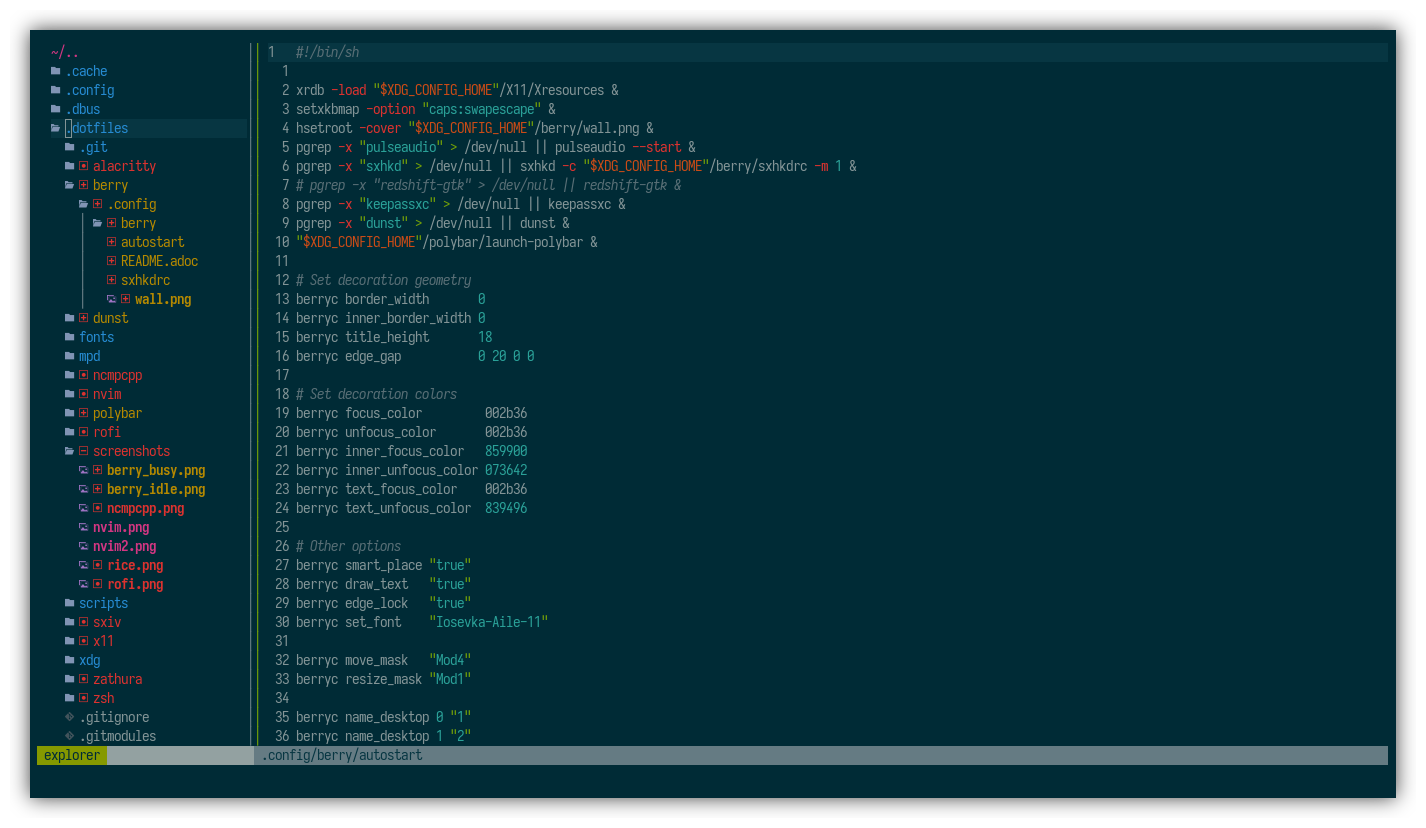 ~/..
.cache
.config
.dbus
.dotfiles
.git
alacritty
berry
.config
berry
autostart
README.adoc
sxhkdrc
wall.png
dunst
fonts
mpd
ncmpcpp
nvim
polybar
rofi
screenshots
berry_busy.png
berry_idle.png
ncmpcpp.png
nvim.png
nvim2.png
rice.png
rofi.png
scripts
sxiv
x11
xdg
zathura
zsh
.gitignore
.gitmodules
explorer
1 #!/bin/sh
1
2 xrdb -load "$XDG_CONFIG_HOME"/X11/Xresources &
3 setxkbmap -option "caps:swapescape" &
4 hsetroot -cover "$XDG_CONFIG_HOME"/berry/wall.png &
5 pgrep -x "pulseaudio" > /dev/null || pulseaudio --start &
6 pgrep -x "sxhkd" > /dev/null || sxhkd -c "$XDG_CONFIG_HOME"/berry/sxhkdrc -m 1 &
7 # pgrep -x "redshift-gtk" > /dev/null || redshift-gtk &
8 pgrep -x "keepassxc" > /dev/null || keepassxc &
9 pgrep -x "dunst" > /dev/null || dunst &
10 "$XDG_CONFIG_HOME"/polybar/launch-polybar &
11
12 # Set decoration geometry
13 berryc border_width 0
14 berryc inner_border_width 0
15 berryc title_height 18
16 berryc edge_gap 0 20 0 0
17
18 # Set decoration colors
19 berryc focus_color 002b36
20 berryc unfocus_color 002b36
21 berryc inner_focus_color 859900
22 berryc inner_unfocus_color 073642
23 berryc text_focus_color 002b36
24 berryc text_unfocus_color 839496
25
26 # Other options
27 berryc smart_place "true"
28 berryc draw_text "true"
29 berryc edge_lock "true"
30 berryc set_font "Iosevka-Aile-11"
31
32 berryc move_mask "Mod4"
33 berryc resize_mask "Mod1"
34
35 berryc name_desktop 0 "1"
36 berryc name_desktop 1 "2"
.config/berry/autostart